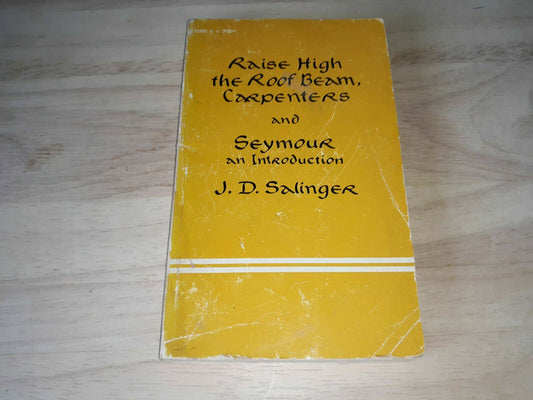 Raise High
the Roof Beam,
Carpenters
and
Seymour
an Introduction
J. D. Salinger